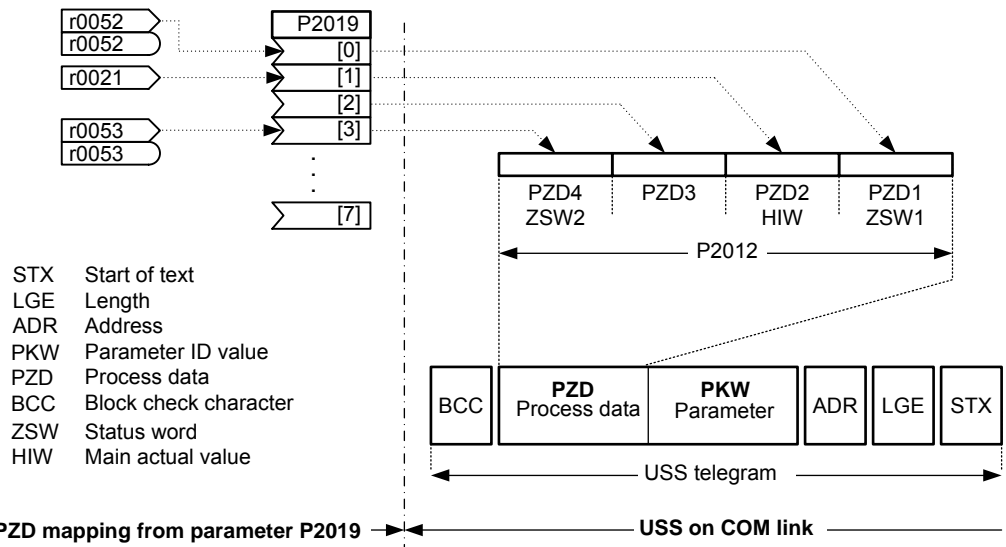 r0052
r0052
r0021
r0053
r0053
P2019
[0]
[1]
[2]
[3]
[7]
PZD4
ZSW2
PZD3
PZD2
HIW
PZD1
ZSW1
P2012
STX Start of text
LGE Length
ADR Address
PKW Parameter ID value
PZD Process data
BCC Block check character
ZSW Status word
HIW Main actual value
BCC
PZD
Process data
PKW
Parameter
ADR
LGE
STX
USS telegram
PZD mapping from parameter P2019
USS on COM link